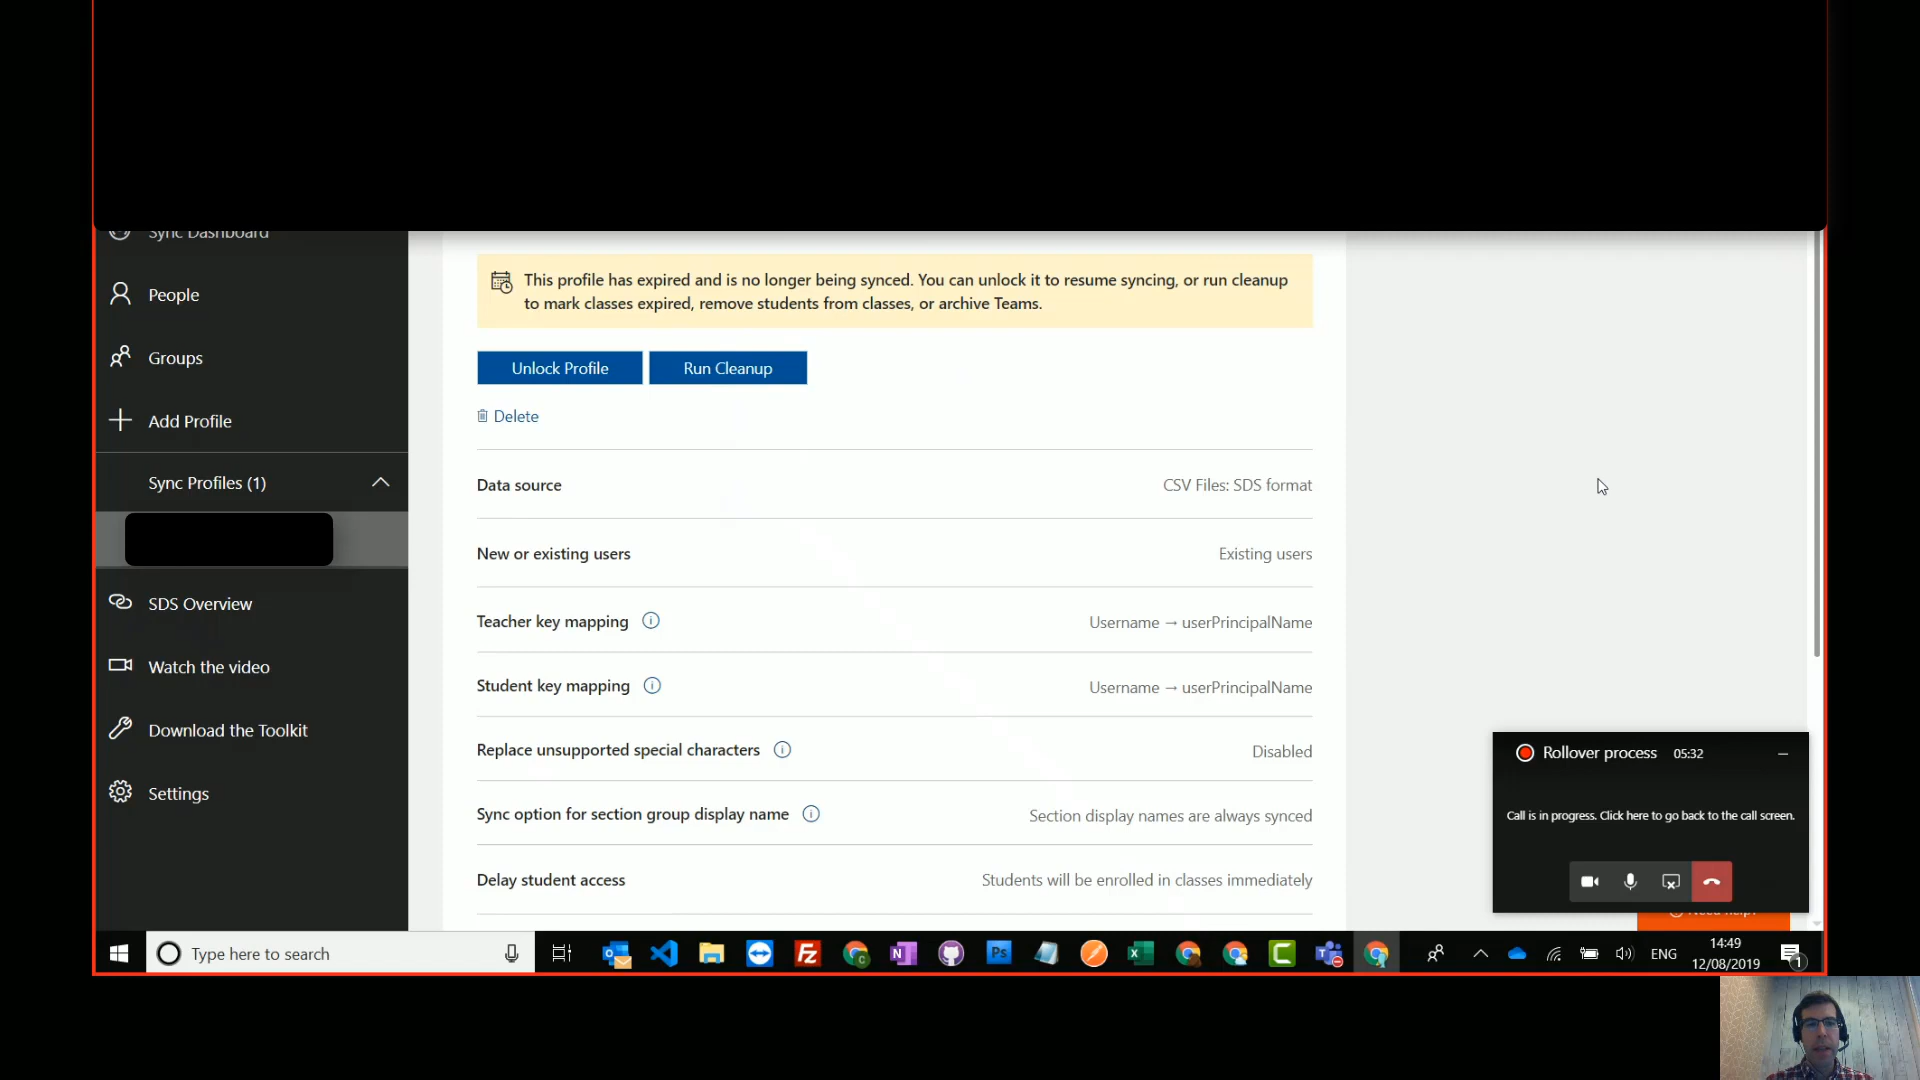 Sync Dashboard
People
Groups
Add Profile
Sync Profiles (1)
SDS Overview
Watch the video
Download the Toolkit
Settings
This profile has expired and is no longer being synced. You can unlock it to resume syncing, or run cleanup
to mark classes expired, remove students from classes, or archive Teams.
Unlock Profile Run Cleanup
Delete
Data source CSV Files: SDS format
New or existing users Existing users
Teacher key mapping Username → userPrincipalName
Student key mapping Username → userPrincipalName
Replace unsupported special characters Disabled
Sync option for section group display name Section display names are always synced
Delay student access Students will be enrolled in classes immediately
Rollover process 05:32
Call is in progress. Click here to go back to the call screen.
Need help?
Type here to search
ENG
14:49
12/08/2019
1